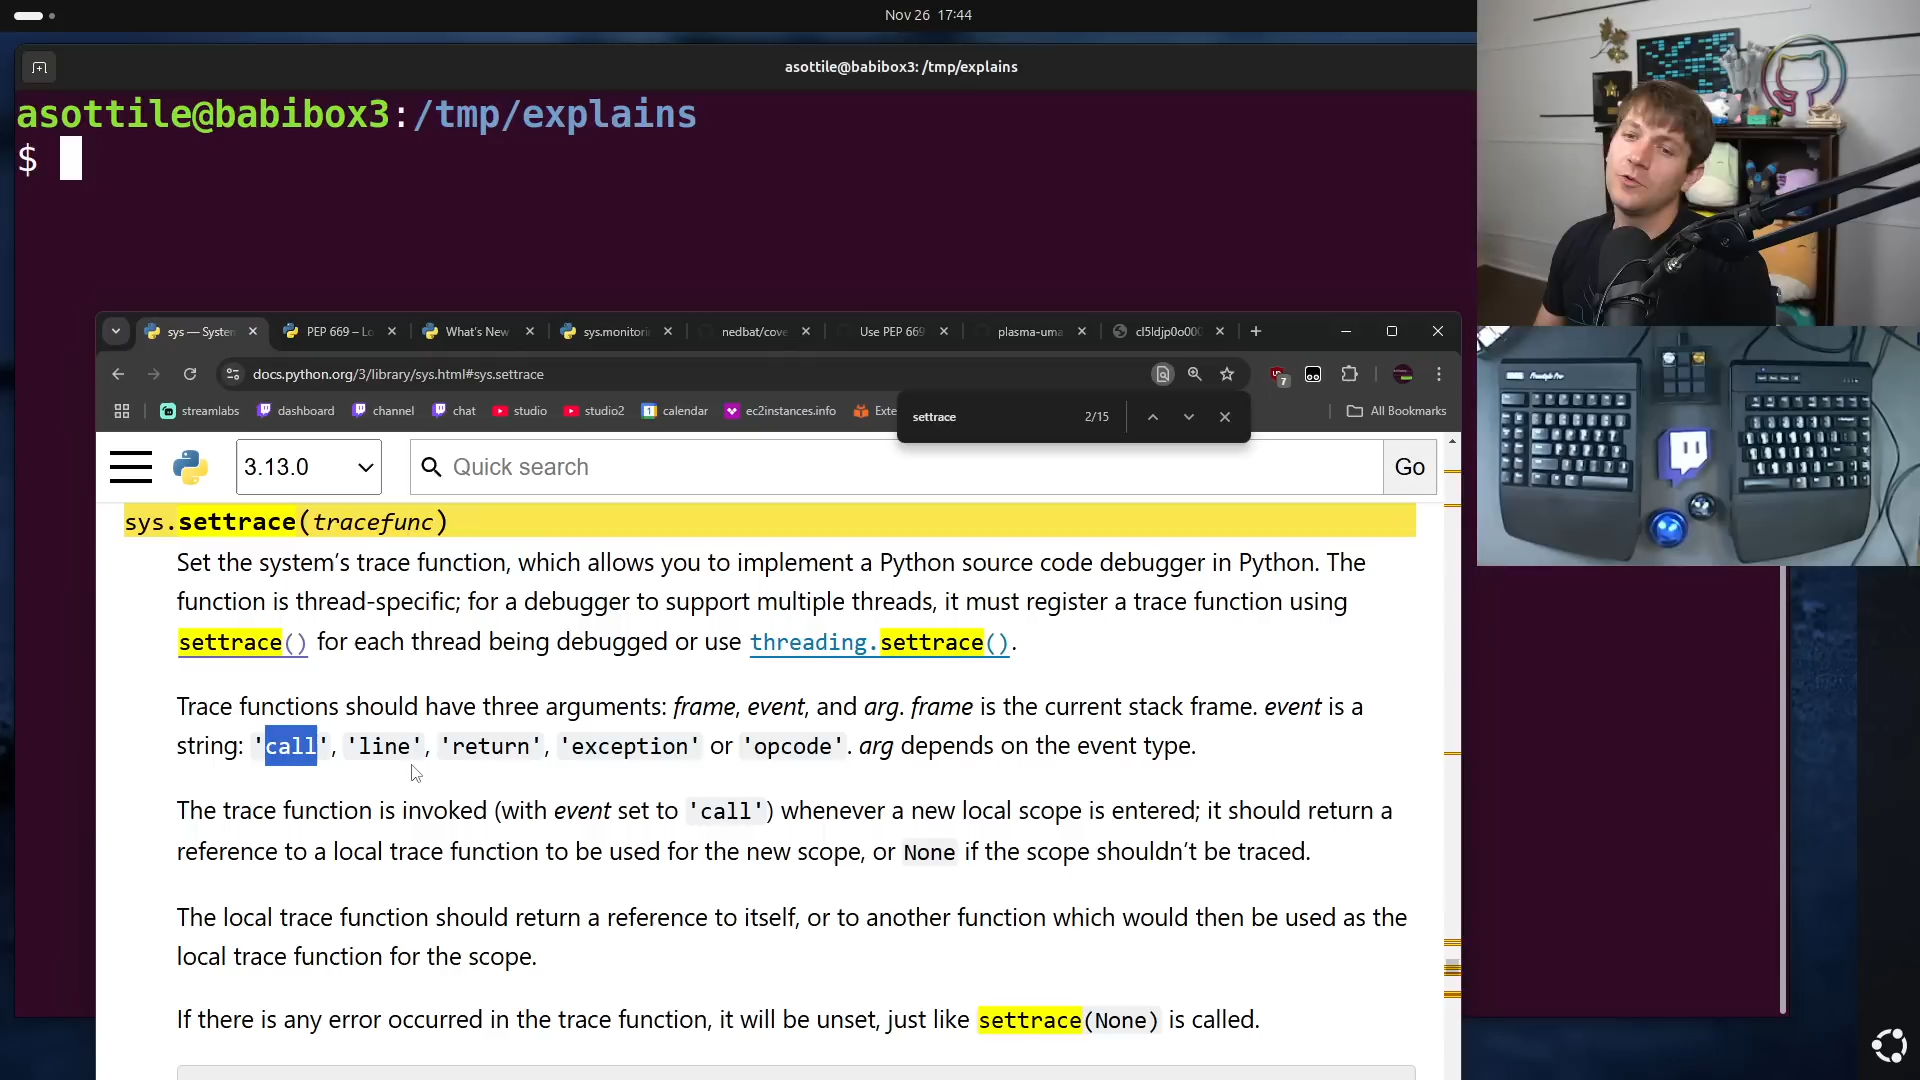 Nov 26 17:44
asottile@babibox3: /tmp/explains
asottile@babibox3:/tmp/explains
$
sys — System
PEP 669 – Lo
What's New
sys.monitorin
nedbat/cove
Use PEP 669
plasma-uma
cl5ldjp0o000
docs.python.org/3/library/sys.html#sys.settrace
7
streamlabs
dashboard
channel
chat
studio
studio2
calendar
ec2instances.info
Exte
All Bookmarks
settrace
2/15
3.13.0
Quick search
Go
sys.settrace(tracefunc)
Set the system's trace function, which allows you to implement a Python source code debugger in Python. The
function is thread-specific; for a debugger to support multiple threads, it must register a trace function using
settrace() for each thread being debugged or use threading.settrace().
Trace functions should have three arguments: frame, event, and arg. frame is the current stack frame. event is a
string: 'call', 'line', 'return', 'exception' or 'opcode'. arg depends on the event type.
The trace function is invoked (with event set to 'call') whenever a new local scope is entered; it should return a
reference to a local trace function to be used for the new scope, or None if the scope shouldn't be traced.
The local trace function should return a reference to itself, or to another function which would then be used as the
local trace function for the scope.
If there is any error occurred in the trace function, it will be unset, just like settrace(None) is called.